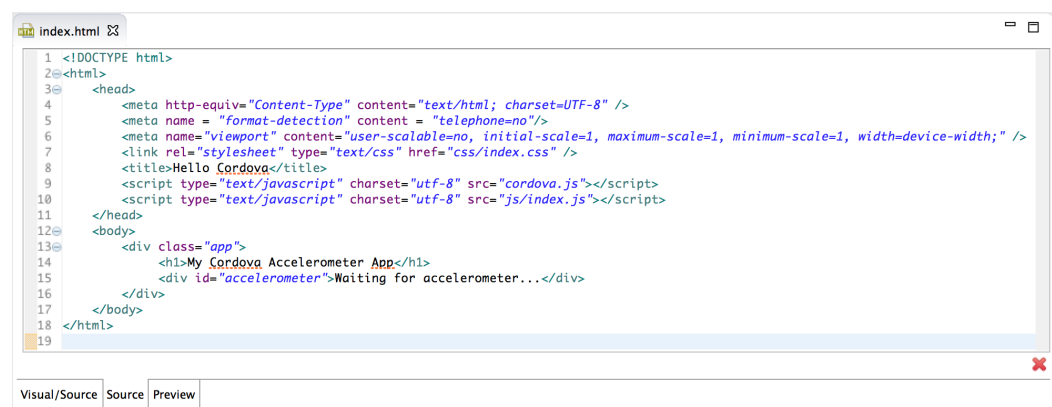 index.html
1 <!DOCTYPE html>
2 <html>
3 <head>
4 <meta http-equiv="Content-Type" content="text/html; charset=UTF-8" />
5 <meta name = "format-detection" content = "telephone=no"/>
6 <meta name="viewport" content="user-scalable=no, initial-scale=1, maximum-scale=1, minimum-scale=1, width=device-width;" />
7 <link rel="stylesheet" type="text/css" href="css/index.css" />
8 <title>Hello Cordova</title>
9 <script type="text/javascript" charset="utf-8" src="cordova.js"></script>
10 <script type="text/javascript" charset="utf-8" src="js/index.js"></script>
11 </head>
12 <body>
13 <div class="app">
14 <h1>My Cordova Accelerometer App</h1>
15 <div id="accelerometer">Waiting for accelerometer...</div>
16 </div>
17 </body>
18 </html>
19
Visual/Source Source Preview